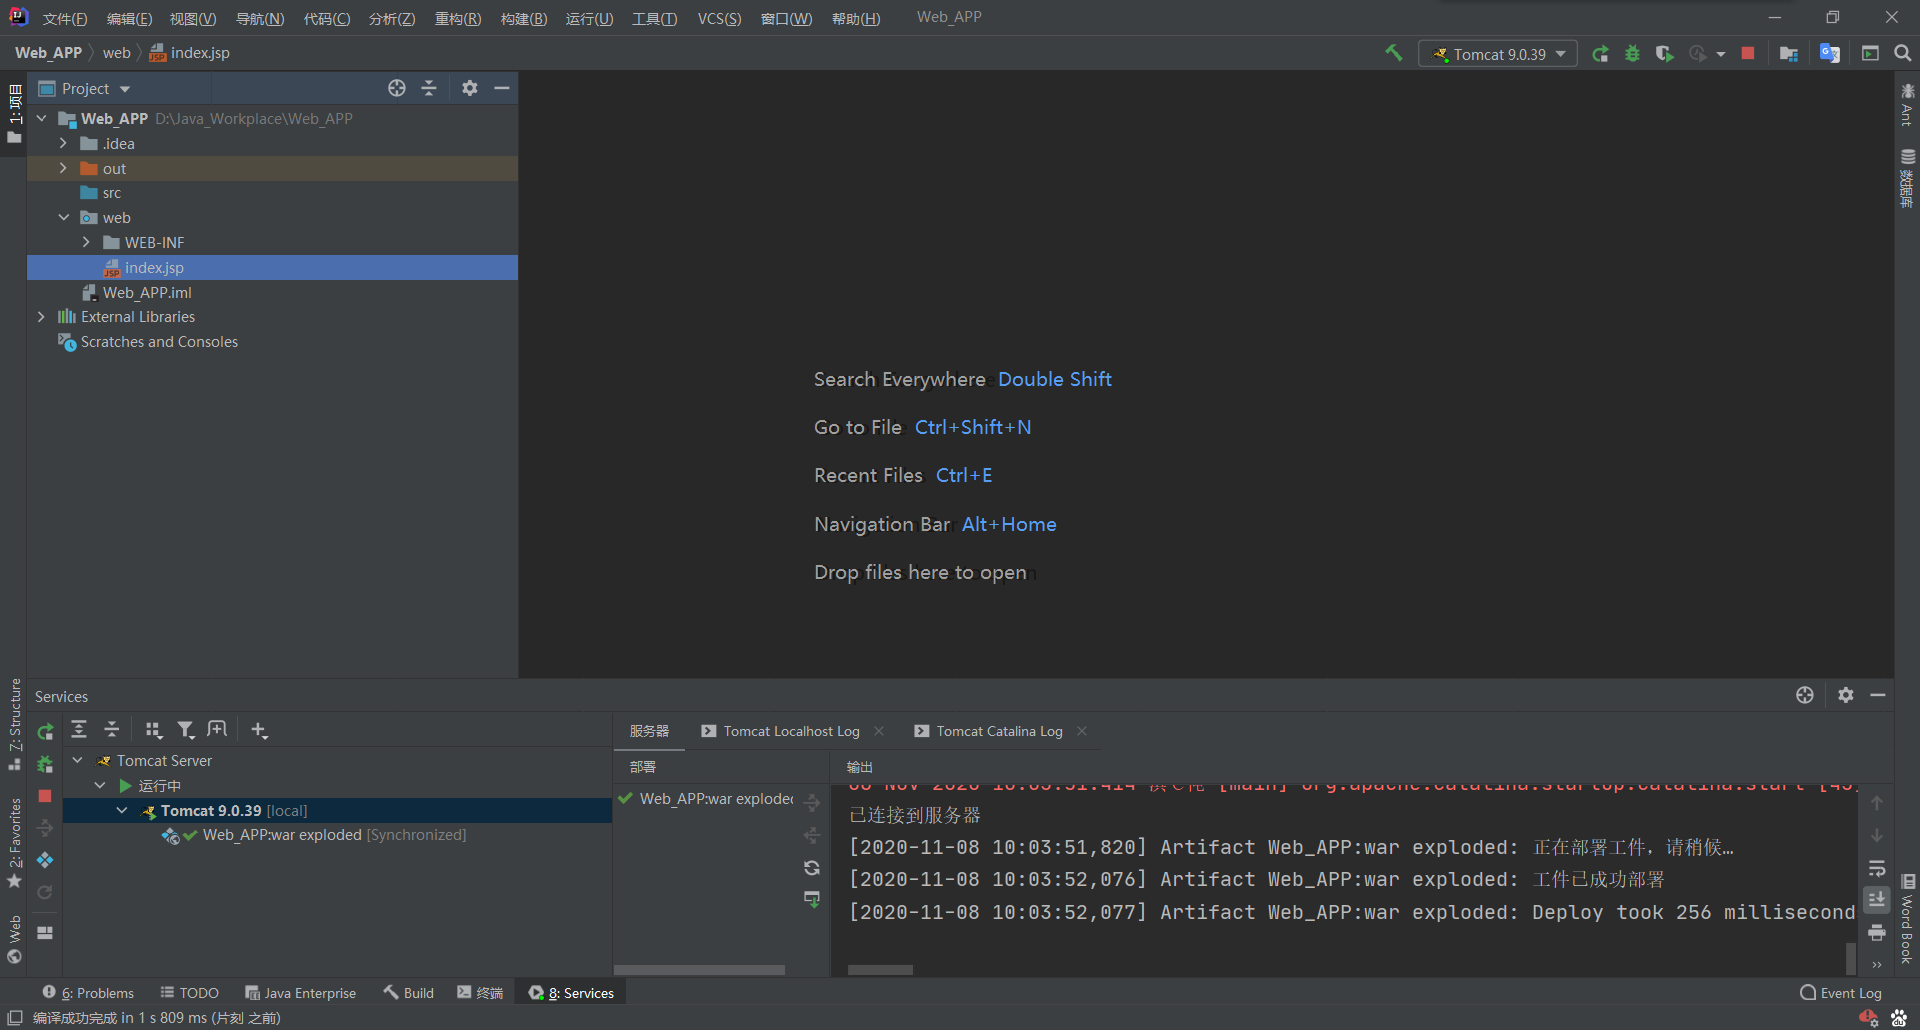 文件(F) 编辑(E) 视图(V) 导航(N) 代码(C) 分析(Z) 重构(R) 构建(B) 运行(U) 工具(T) VCS(S) 窗口(W) 帮助(H) Web_APP
Web_APP web index.jsp Tomcat 9.0.39
1: 项目
Project
Web_APP D:\Java_Workplace\Web_APP
.idea
out
src
web
WEB-INF
index.jsp
Web_APP.iml
External Libraries
Scratches and Consoles
Ant
数据库
Search Everywhere Double Shift
Go to File Ctrl+Shift+N
Recent Files Ctrl+E
Navigation Bar Alt+Home
Drop files here to open
7: Structure
2: Favorites
Web
Services
Tomcat Server
运行中
Tomcat 9.0.39 [local]
Web_APP:war exploded [Synchronized]
服务器 Tomcat Localhost Log Tomcat Catalina Log
部署 输出
Web_APP:war exploded
[main] org.apache.catalina.startup.Catalina.start
已连接到服务器
[2020-11-08 10:03:51,820] Artifact Web_APP:war exploded: 正在部署工件，请稍候…
[2020-11-08 10:03:52,076] Artifact Web_APP:war exploded: 工件已成功部署
[2020-11-08 10:03:52,077] Artifact Web_APP:war exploded: Deploy took 256 millisecond
Word Book
6: Problems TODO Java Enterprise Build 终端 8: Services Event Log
编译成功完成 in 1 s 809 ms (片刻 之前)